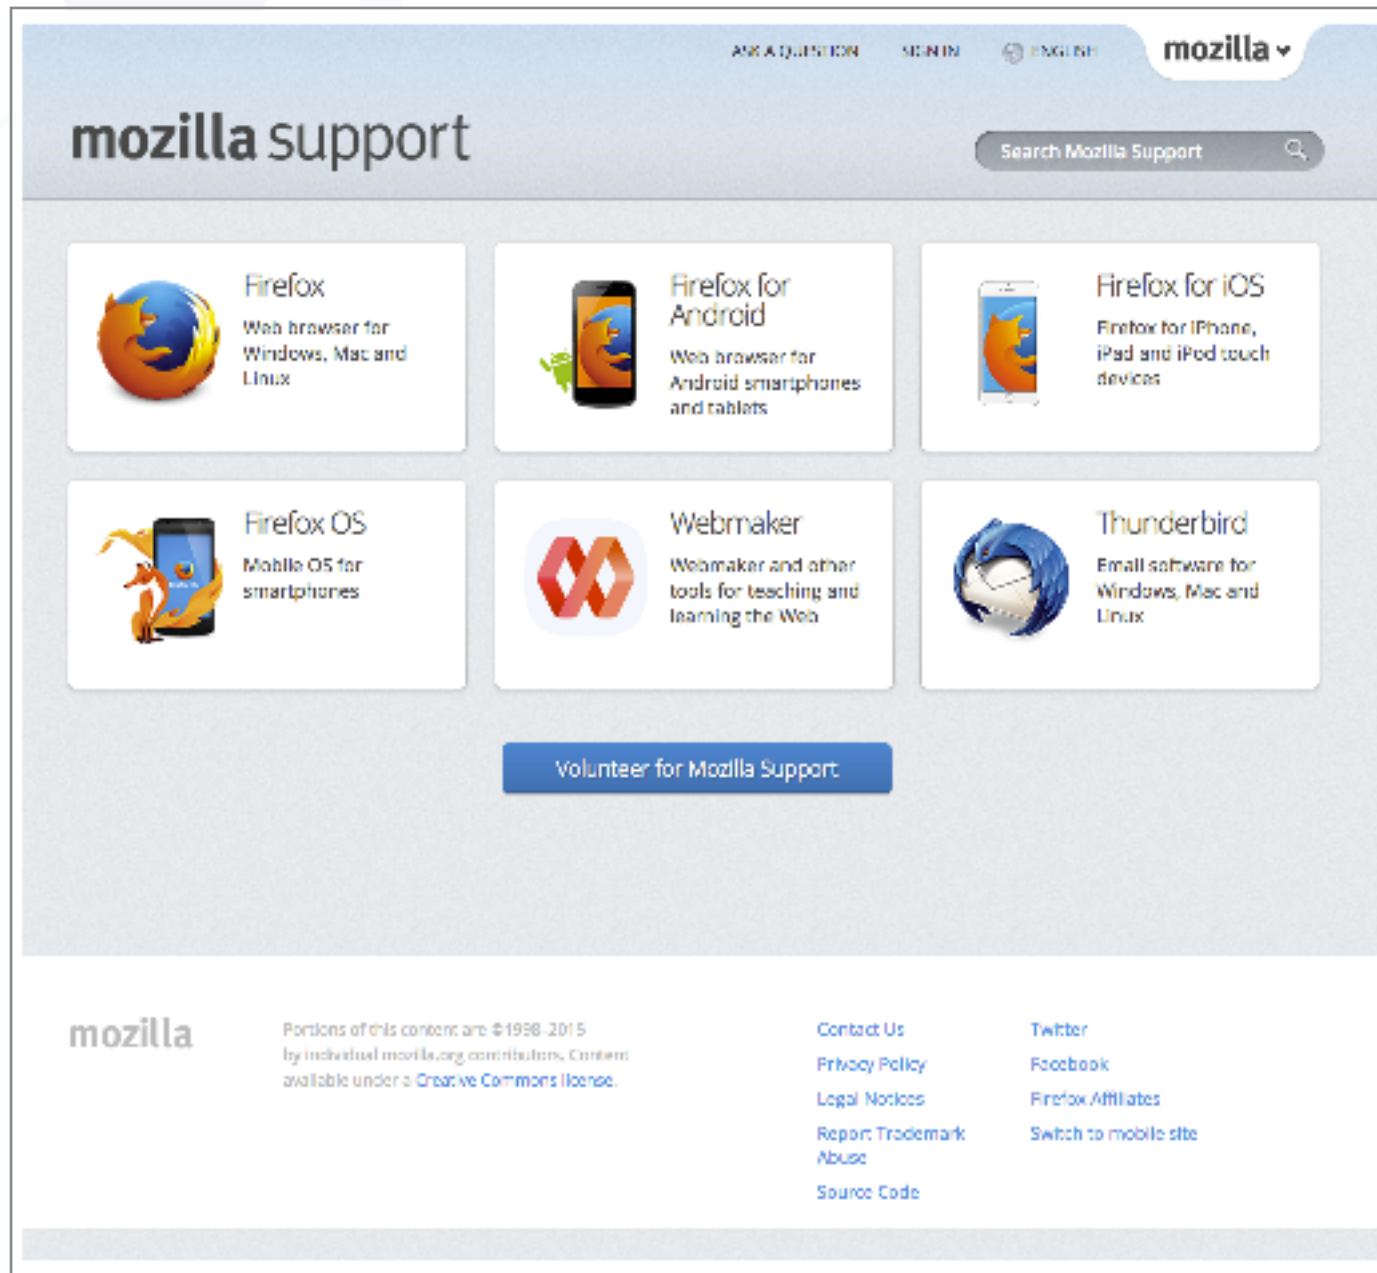 ASK A QUESTION SIGN IN ENGLISH mozilla
mozilla support
Search Mozilla Support
Firefox
Web browser for
Windows, Mac and
Linux
Firefox for
Android
Web browser for
Android smartphones
and tablets
Firefox for iOS
Firefox for iPhone,
iPad and iPod touch
devices
Firefox OS
Mobile OS for
smartphones
Webmaker
Webmaker and other
tools for teaching and
learning the Web
Thunderbird
Email software for
Windows, Mac and
Linux
Volunteer for Mozilla Support
mozilla
Portions of this content are ©1998–2015
by individual mozilla.org contributors. Content
available under a Creative Commons license.
Contact Us
Privacy Policy
Legal Notices
Report Trademark
Abuse
Source Code
Twitter
Facebook
Firefox Affiliates
Switch to mobile site